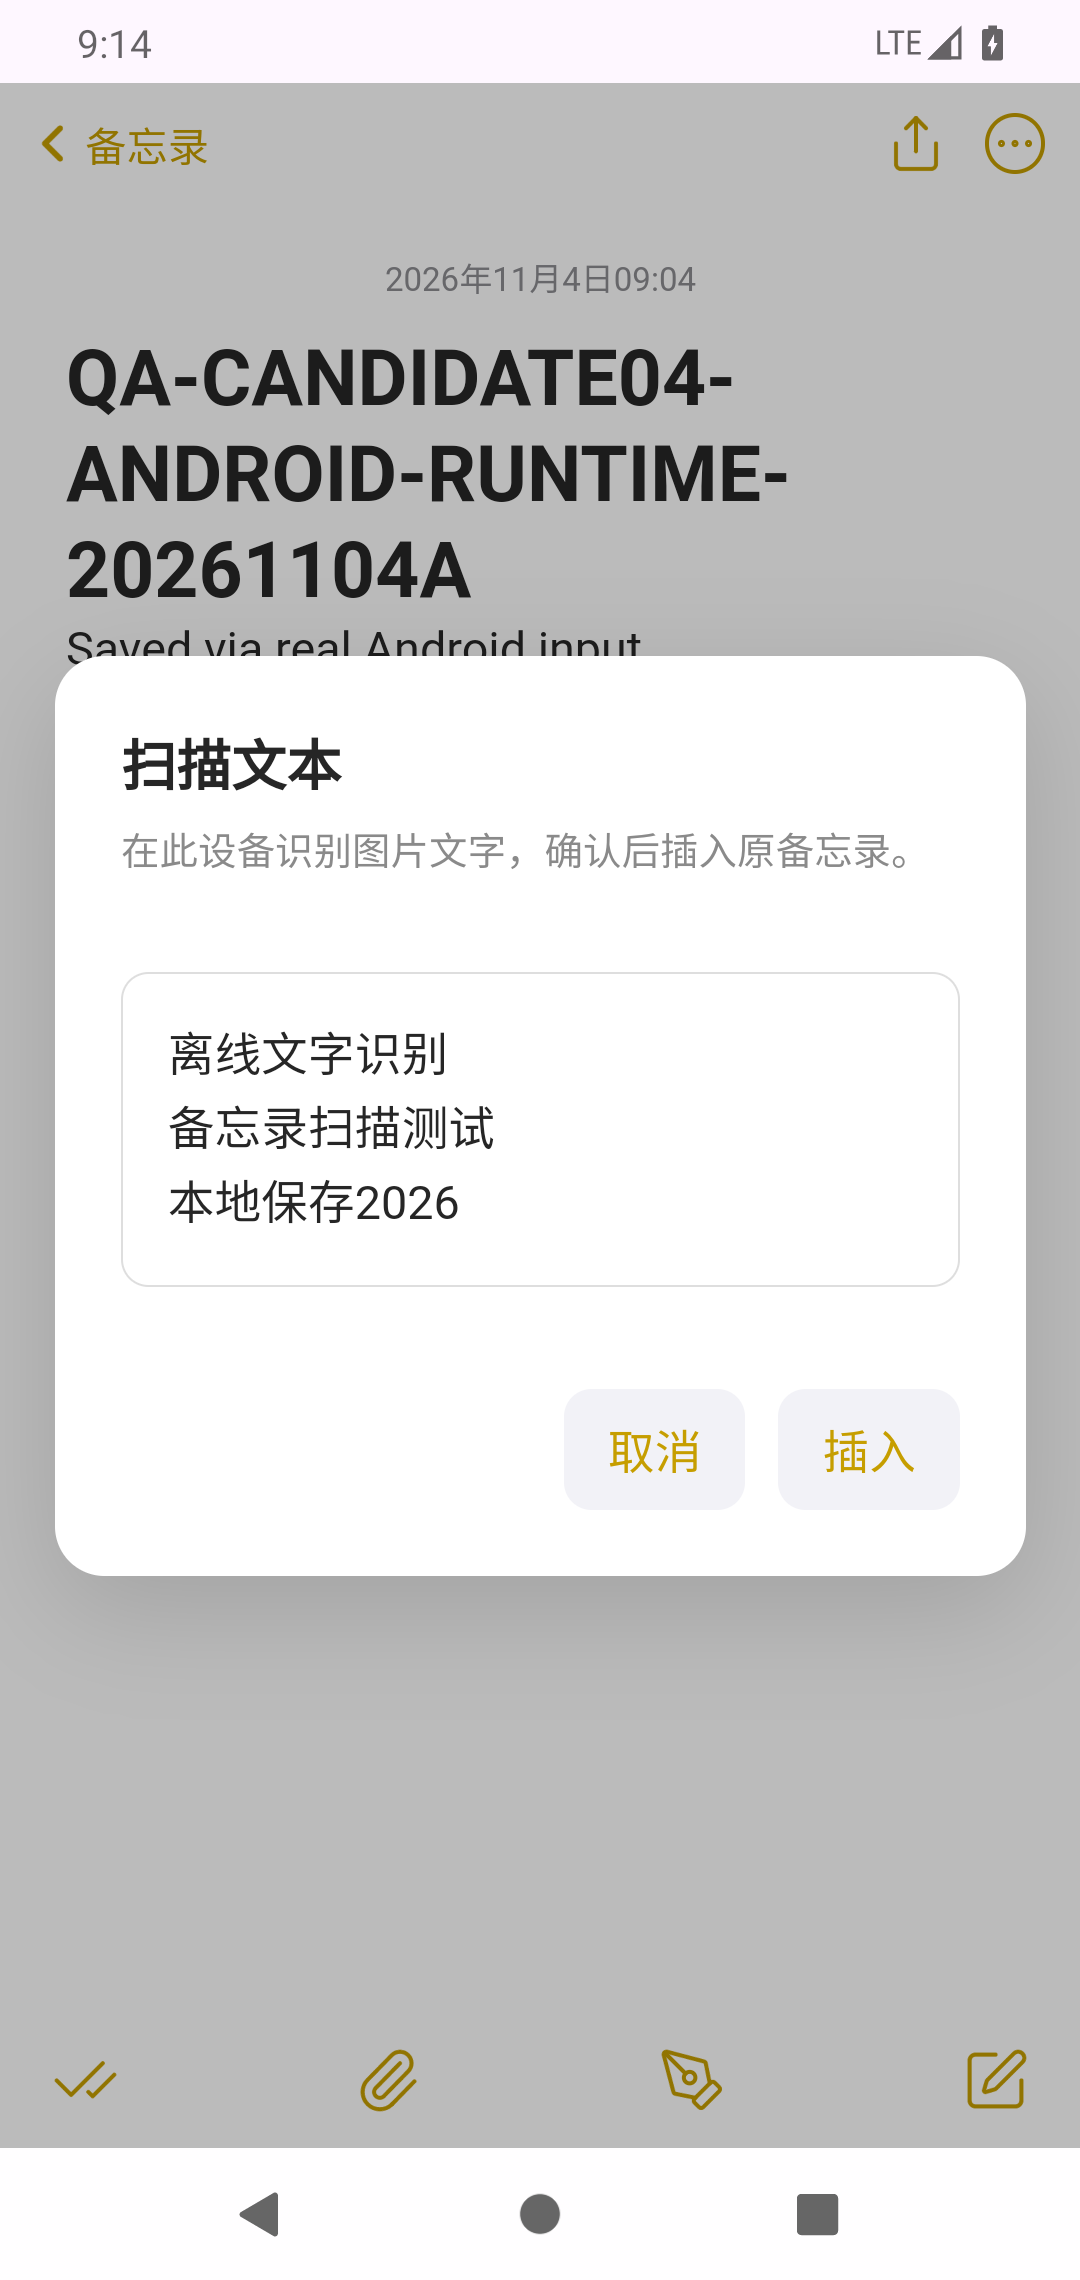 9:14
LTE
备忘录
2026年11月4日09:04
QA-CANDIDATE04-
ANDROID-RUNTIME-
20261104A
Saved via real Android input
扫描文本
在此设备识别图片文字，确认后插入原备忘录。
离线文字识别
备忘录扫描测试
本地保存2026
取消
插入